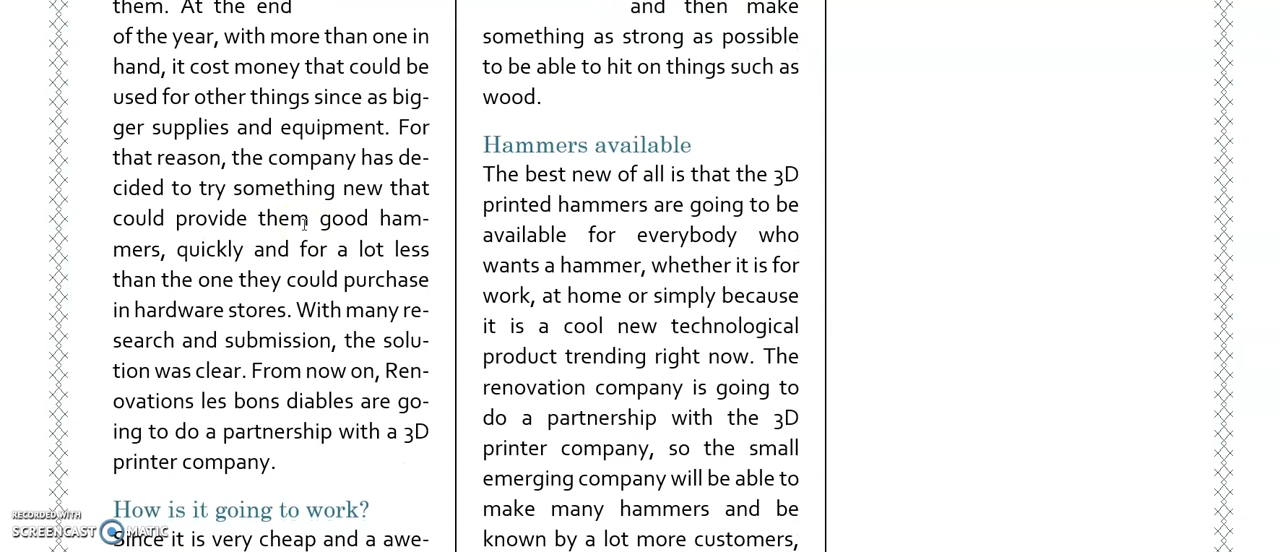 them. At the end
of the year, with more than one in
hand, it cost money that could be
used for other things since as big-
ger supplies and equipment. For
that reason, the company has de-
cided to try something new that
could provide them good ham-
mers, quickly and for a lot less
than the one they could purchase
in hardware stores. With many re-
search and submission, the solu-
tion was clear. From now on, Ren-
ovations les bons diables are go-
ing to do a partnership with a 3D
printer company.
How is it going to work?
Since it is very cheap and a awe-
and then make
something as strong as possible
to be able to hit on things such as
wood.
Hammers available
The best new of all is that the 3D
printed hammers are going to be
available for everybody who
wants a hammer, whether it is for
work, at home or simply because
it is a cool new technological
product trending right now. The
renovation company is going to
do a partnership with the 3D
printer company, so the small
emerging company will be able to
make many hammers and be
known by a lot more customers,
RECORDED WITH
SCREENCAST MATIC